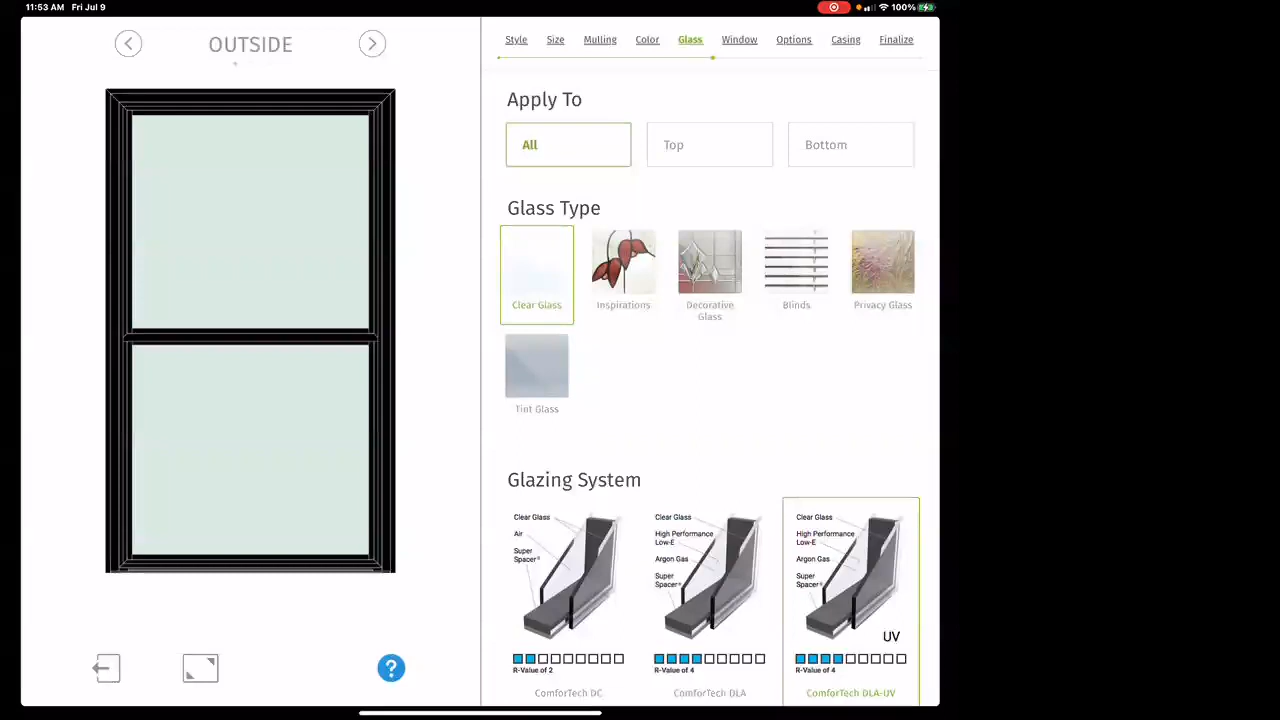 11:53 AM Fri Jul 9
100%
OUTSIDE
Style Size Mulling Color Glass Window Options Casing Finalize
Apply To
All Top Bottom
Glass Type
Clear Glass Inspirations Decorative Glass Blinds Privacy Glass
Tint Glass
Glazing System
Clear Glass
Air
Super Spacer®
R-Value of 2
ComforTech DC
Clear Glass
High Performance Low-E
Argon Gas
Super Spacer®
R-Value of 4
ComforTech DLA
Clear Glass
High Performance Low-E
Argon Gas
Super Spacer®
UV
R-Value of 4
ComforTech DLA-UV
?